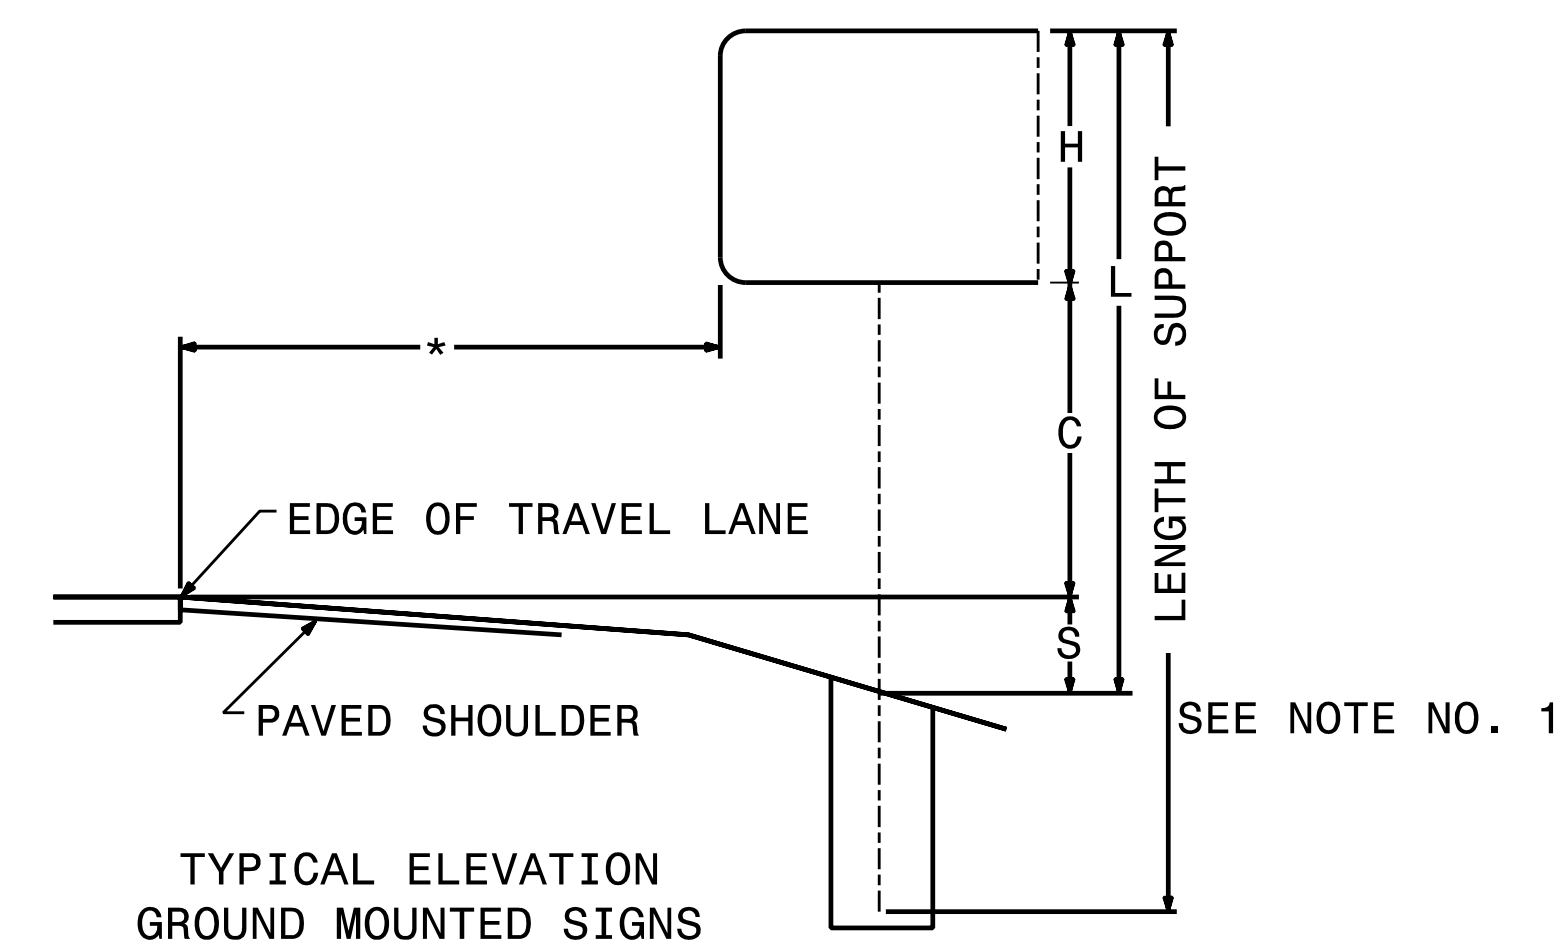 H
L
LENGTH OF SUPPORT
*
C
EDGE OF TRAVEL LANE
S
PAVED SHOULDER
SEE NOTE NO. 1
TYPICAL ELEVATION
GROUND MOUNTED SIGNS